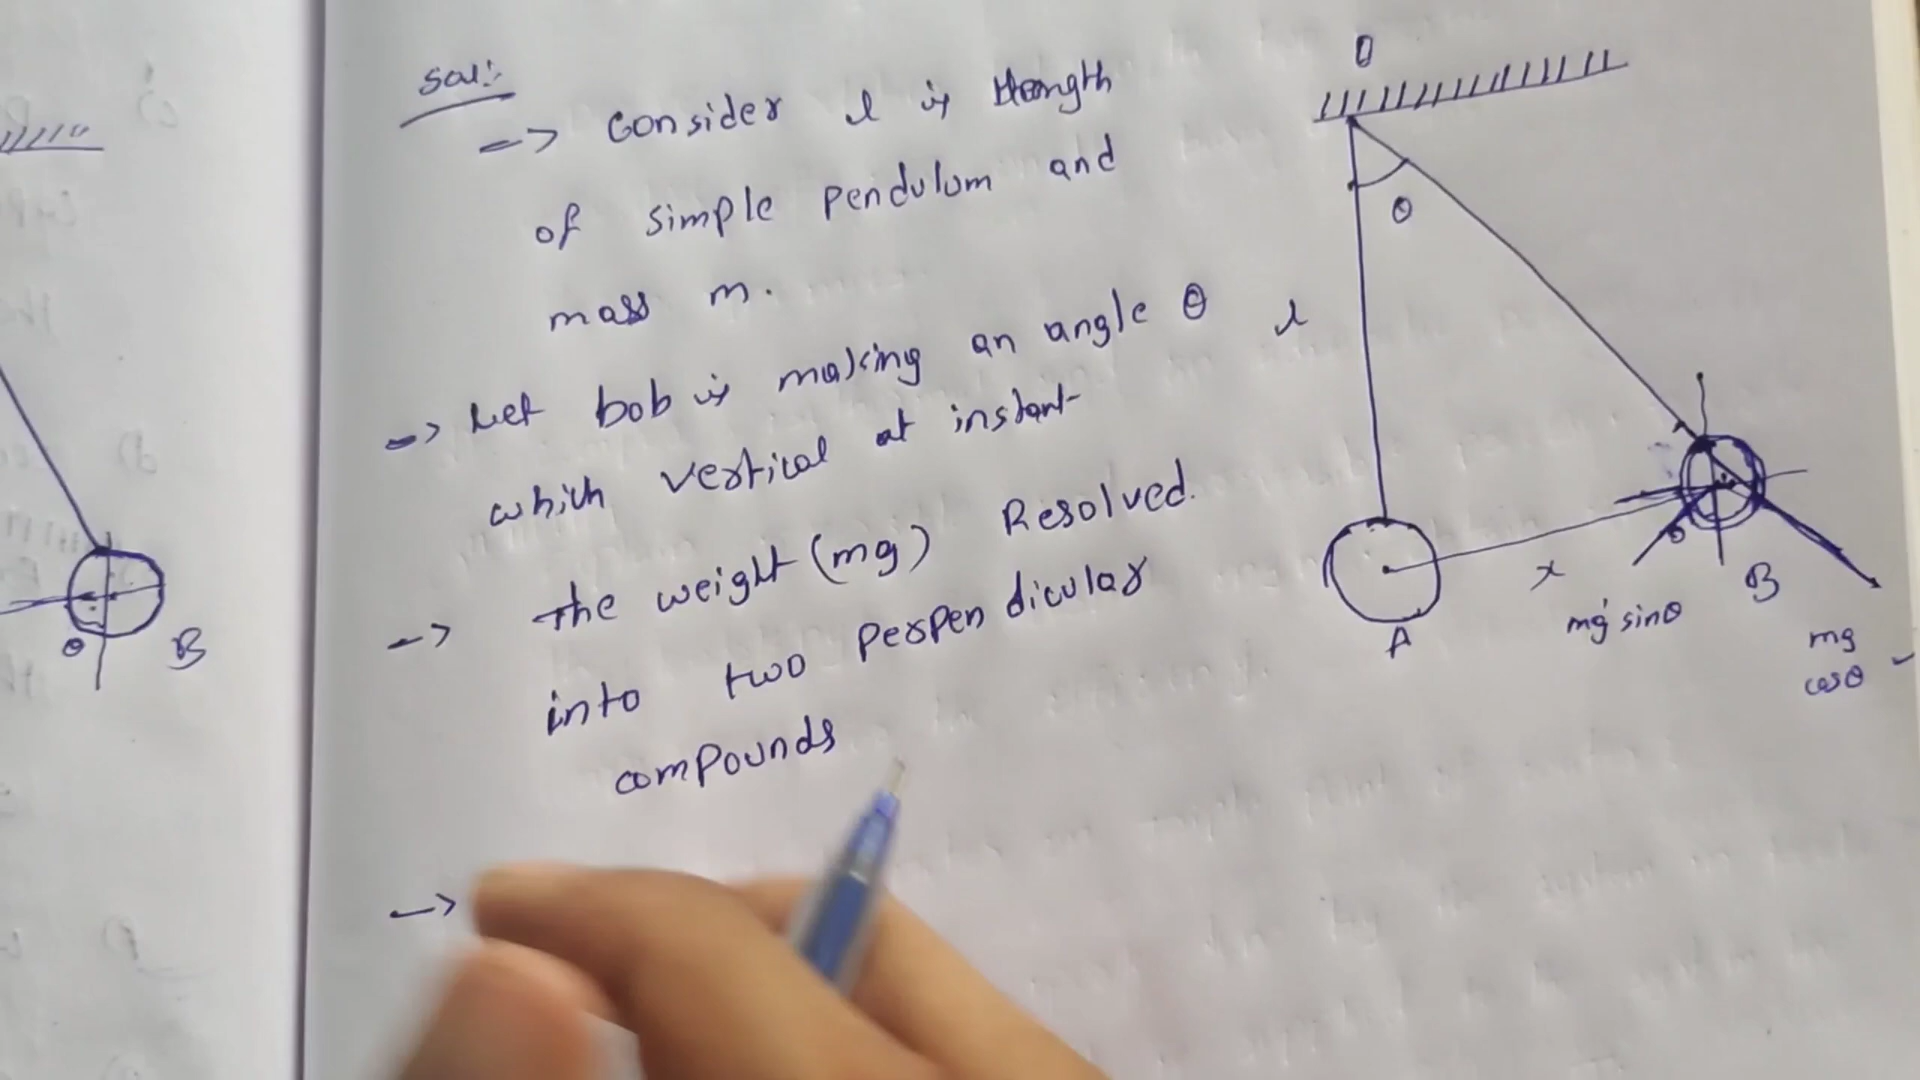 Sol:
-> Consider l is length
of simple pendulum and
mass m.
-> Let bob is making an angle θ
which vertical at instant
-> the weight (mg) Resolved.
into two perpendicular
compounds
->
O
θ
l
x
A
B
θ
mg sinθ
mg
cosθ
θ
B